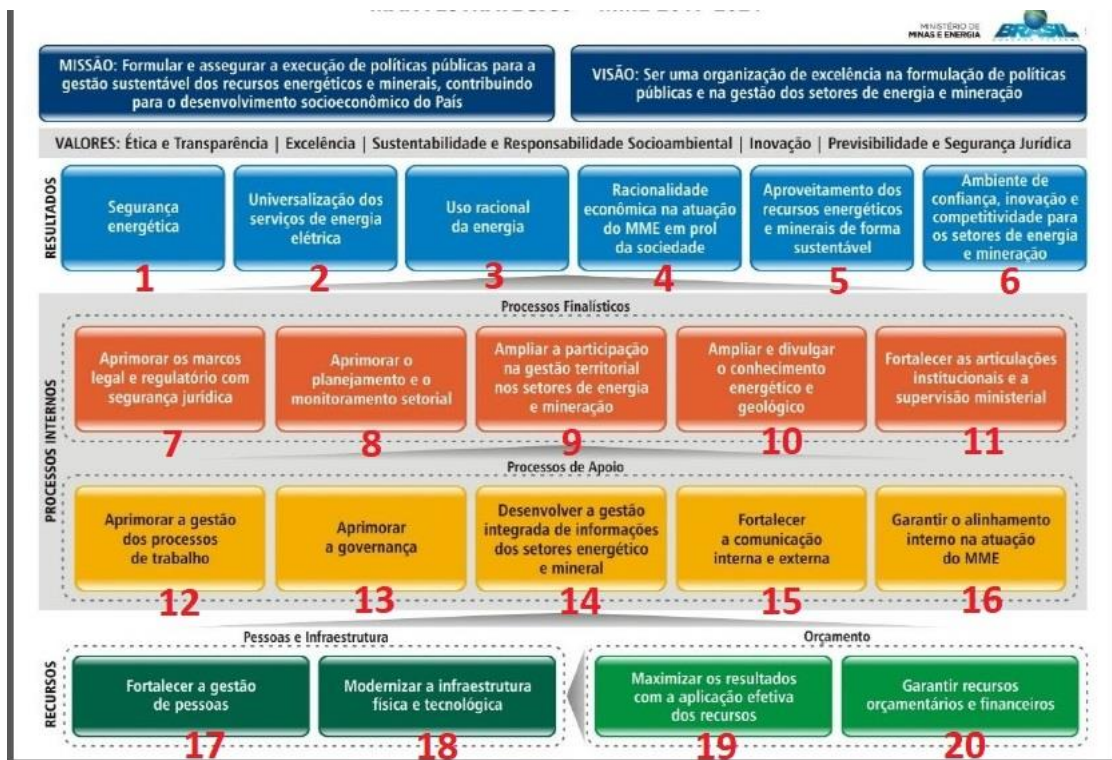 MINISTÉRIO DE
MINAS E ENERGIA
BRASIL
MISSÃO: Formular e assegurar a execução de políticas públicas para a
gestão sustentável dos recursos energéticos e minerais, contribuindo
para o desenvolvimento socioeconômico do País
VISÃO: Ser uma organização de excelência na formulação de políticas
públicas e na gestão dos setores de energia e mineração
VALORES: Ética e Transparência | Excelência | Sustentabilidade e Responsabilidade Socioambiental | Inovação | Previsibilidade e Segurança Jurídica
RESULTADOS
Segurança
energética
1
Universalização dos
serviços de energia
elétrica
2
Uso racional
da energia
3
Racionalidade
econômica na atuação
do MME em prol
da sociedade
4
Aproveitamento dos
recursos energéticos
e minerais de forma
sustentável
5
Ambiente de
confiança, inovação e
competitividade para
os setores de energia
e mineração
6
PROCESSOS INTERNOS
Processos Finalísticos
Aprimorar os marcos
legal e regulatório com
segurança jurídica
7
Aprimorar o
planejamento e o
monitoramento setorial
8
Ampliar a participação
na gestão territorial
nos setores de energia
e mineração
9
Ampliar e divulgar
o conhecimento
energético e
geológico
10
Fortalecer as articulações
institucionais e a
supervisão ministerial
11
Processos de Apoio
Aprimorar a gestão
dos processos
de trabalho
12
Aprimorar
a governança
13
Desenvolver a gestão
integrada de informações
dos setores energético
e mineral
14
Fortalecer
a comunicação
interna e externa
15
Garantir o alinhamento
interno na atuação
do MME
16
RECURSOS
Pessoas e Infraestrutura
Fortalecer a gestão
de pessoas
17
Modernizar a infraestrutura
física e tecnológica
18
Orçamento
Maximizar os resultados
com a aplicação efetiva
dos recursos
19
Garantir recursos
orçamentários e financeiros
20